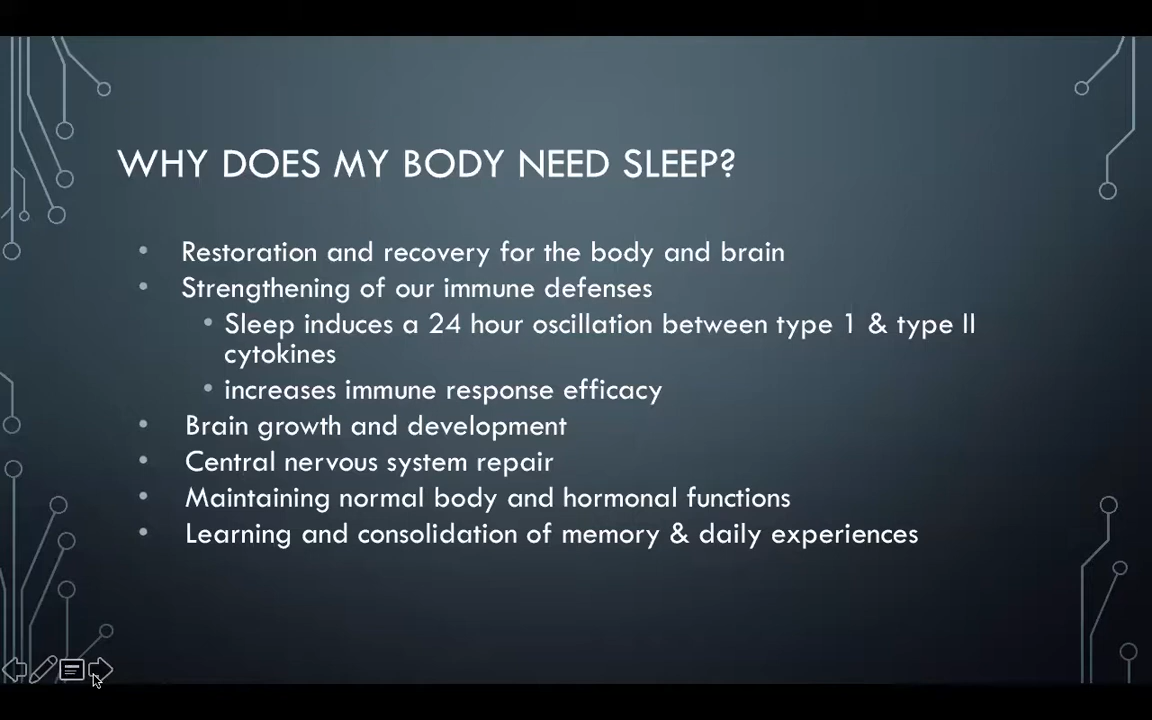 WHY DOES MY BODY NEED SLEEP?
• Restoration and recovery for the body and brain
• Strengthening of our immune defenses
• Sleep induces a 24 hour oscillation between type 1 & type II
cytokines
• increases immune response efficacy
• Brain growth and development
• Central nervous system repair
• Maintaining normal body and hormonal functions
• Learning and consolidation of memory & daily experiences